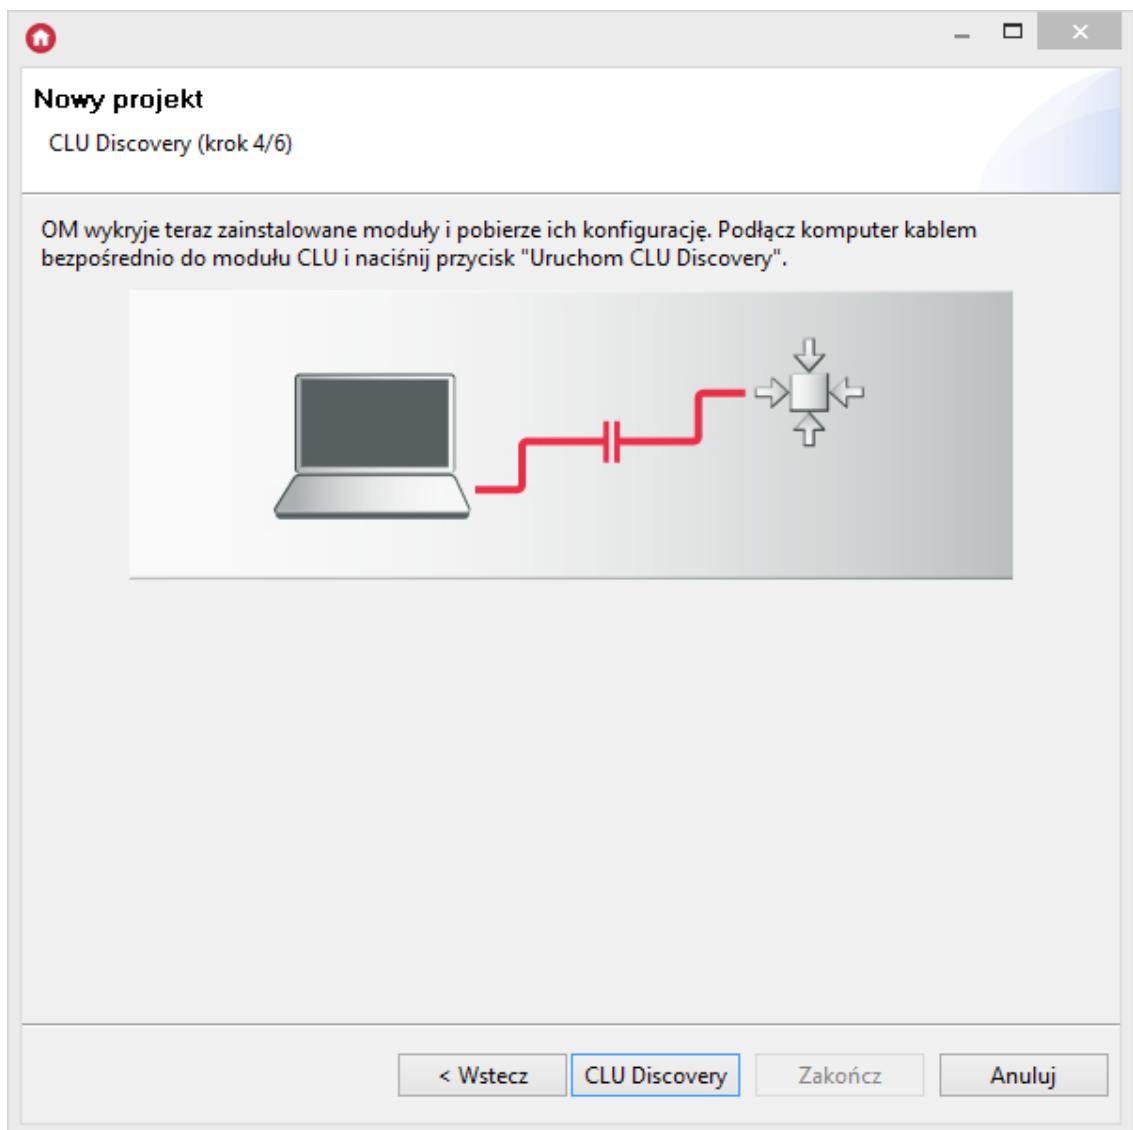 Nowy projekt
CLU Discovery (krok 4/6)
OM wykryje teraz zainstalowane moduły i pobierze ich konfigurację. Podłącz komputer kablem
bezpośrednio do modułu CLU i naciśnij przycisk "Uruchom CLU Discovery".
< Wstecz
CLU Discovery
Zakończ
Anuluj